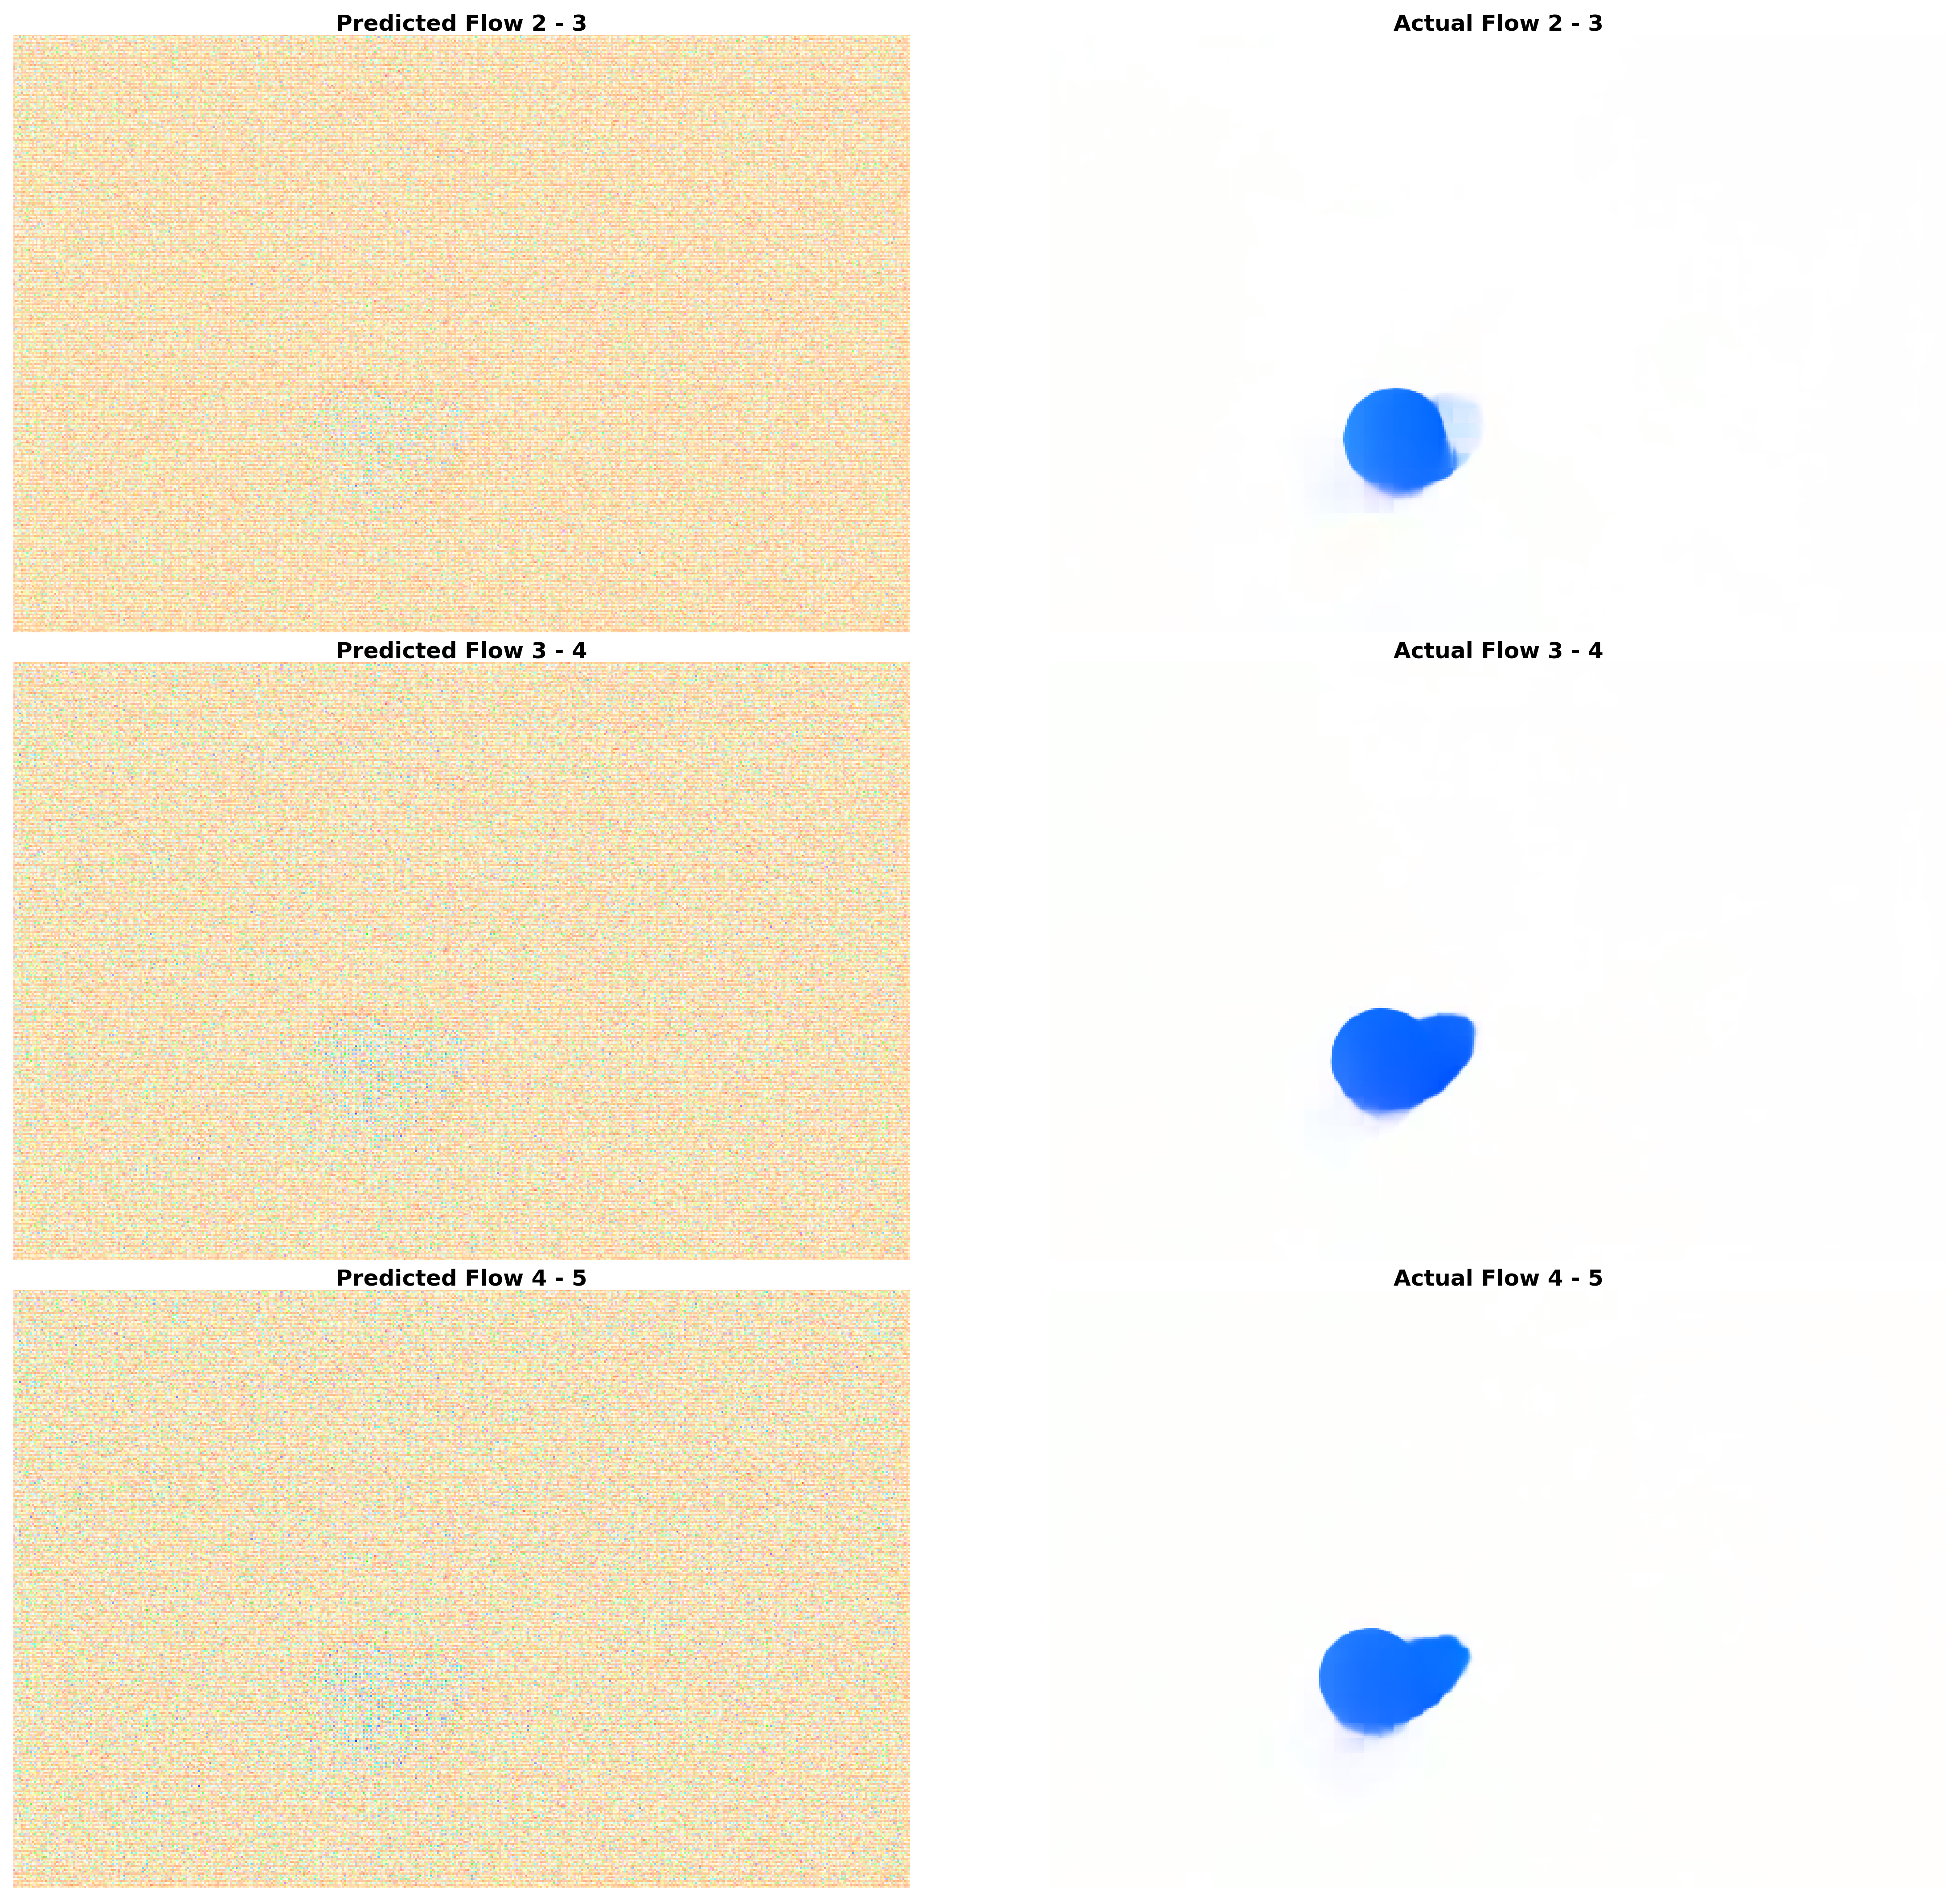 Predicted Flow 2 - 3
Actual Flow 2 - 3
Predicted Flow 3 - 4
Actual Flow 3 - 4
Predicted Flow 4 - 5
Actual Flow 4 - 5